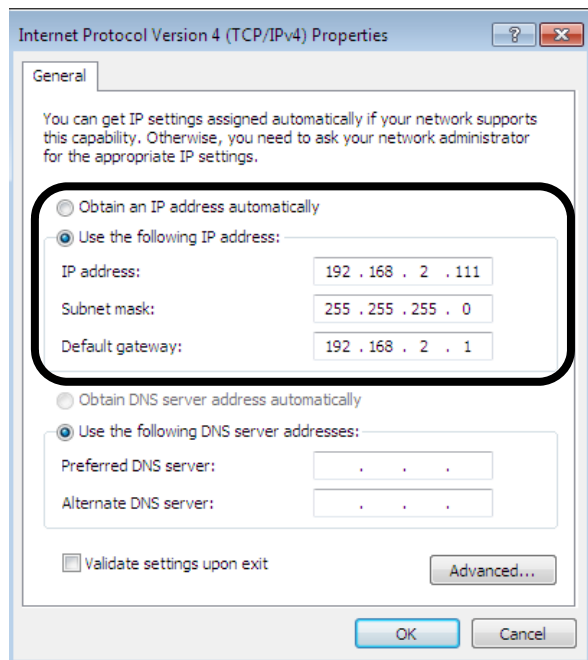 Internet Protocol Version 4 (TCP/IPv4) Properties
?
General
You can get IP settings assigned automatically if your network supports
this capability. Otherwise, you need to ask your network administrator
for the appropriate IP settings.
Obtain an IP address automatically
Use the following IP address:
IP address: 192 . 168 . 2 . 111
Subnet mask: 255 . 255 . 255 . 0
Default gateway: 192 . 168 . 2 . 1
Obtain DNS server address automatically
Use the following DNS server addresses:
Preferred DNS server: . . .
Alternate DNS server: . . .
Validate settings upon exit
Advanced...
OK Cancel